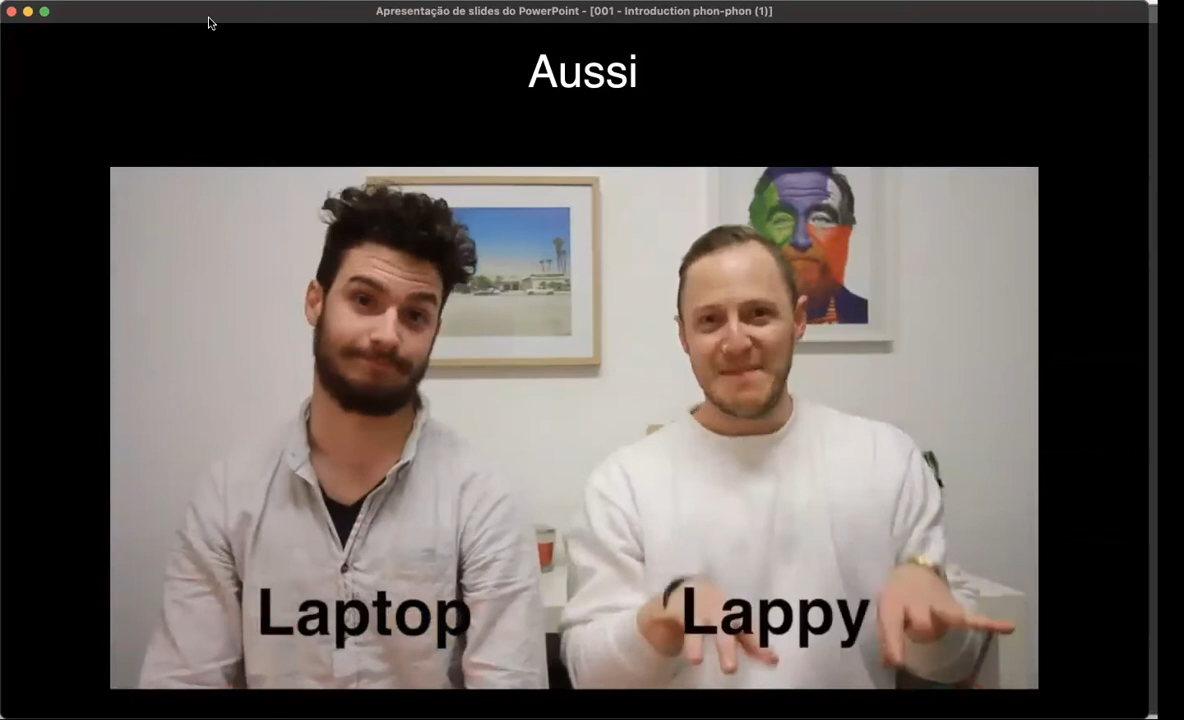 Apresentação de slides do PowerPoint - [001 - Introduction phon-phon (1)]
Aussi
Laptop
Lappy